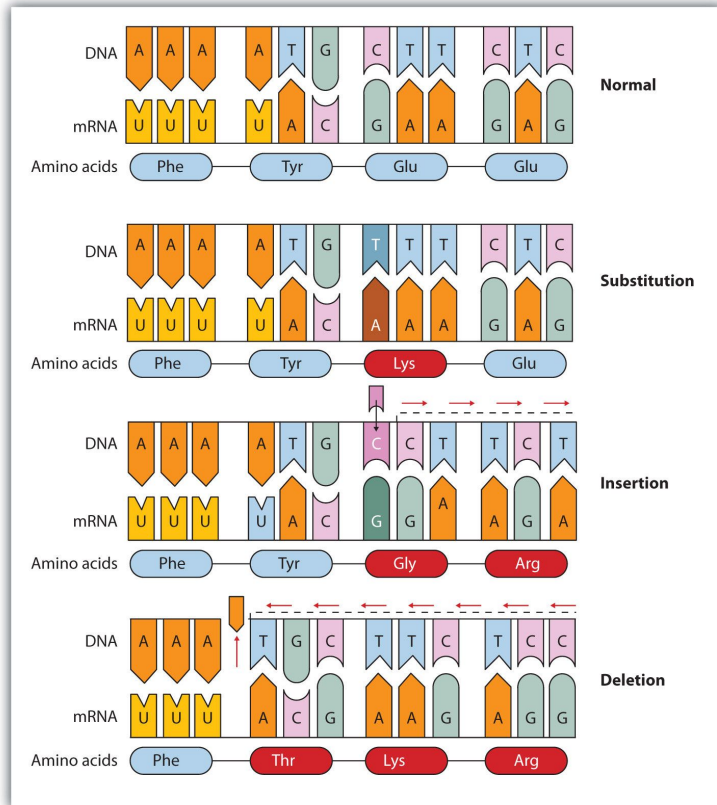 DNA A A A A T G C T T C T C
Normal
mRNA U U U U A C G A A G A G
Amino acids Phe Tyr Glu Glu
DNA A A A A T G T T T C T C
Substitution
mRNA U U U U A C A A A G A G
Amino acids Phe Tyr Lys Glu
DNA A A A A T G C C T T C T
Insertion
mRNA U U U U A C G G A A G A
Amino acids Phe Tyr Gly Arg
DNA A A A T G C T T C T C C
Deletion
mRNA U U U A C G A A G A G G
Amino acids Phe Thr Lys Arg